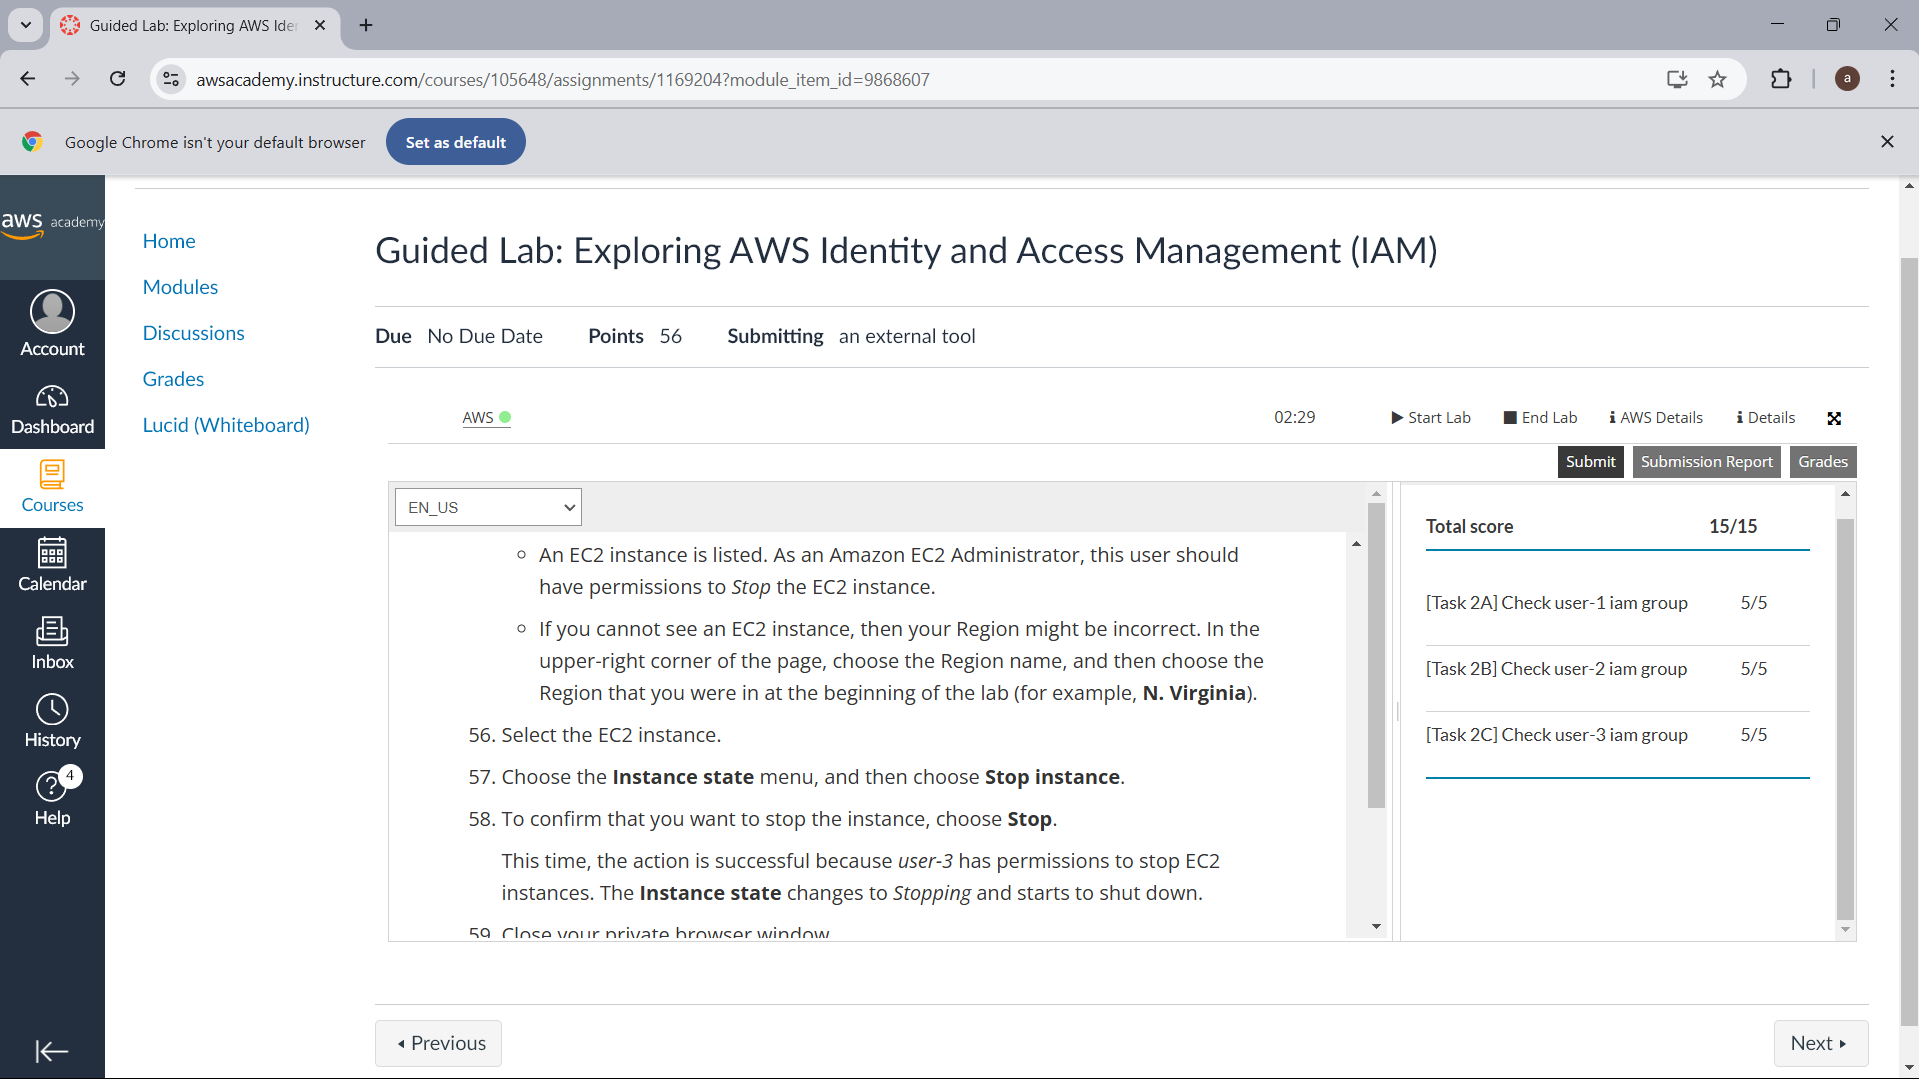 Guided Lab: Exploring AWS Iden
awsacademy.instructure.com/courses/105648/assignments/1169204?module_item_id=9868607
a
Google Chrome isn't your default browser
Set as default
aws academy
Account
Dashboard
Courses
Calendar
Inbox
History
4
Help
Home
Modules
Discussions
Grades
Lucid (Whiteboard)
Guided Lab: Exploring AWS Identity and Access Management (IAM)
Due No Due Date Points 56 Submitting an external tool
AWS 02:29 Start Lab End Lab AWS Details Details
Submit Submission Report Grades
EN_US
An EC2 instance is listed. As an Amazon EC2 Administrator, this user should
have permissions to Stop the EC2 instance.
If you cannot see an EC2 instance, then your Region might be incorrect. In the
upper-right corner of the page, choose the Region name, and then choose the
Region that you were in at the beginning of the lab (for example, N. Virginia).
56. Select the EC2 instance.
57. Choose the Instance state menu, and then choose Stop instance.
58. To confirm that you want to stop the instance, choose Stop.
This time, the action is successful because user-3 has permissions to stop EC2
instances. The Instance state changes to Stopping and starts to shut down.
59. Close your private browser window
Total score 15/15
[Task 2A] Check user-1 iam group 5/5
[Task 2B] Check user-2 iam group 5/5
[Task 2C] Check user-3 iam group 5/5
Previous
Next